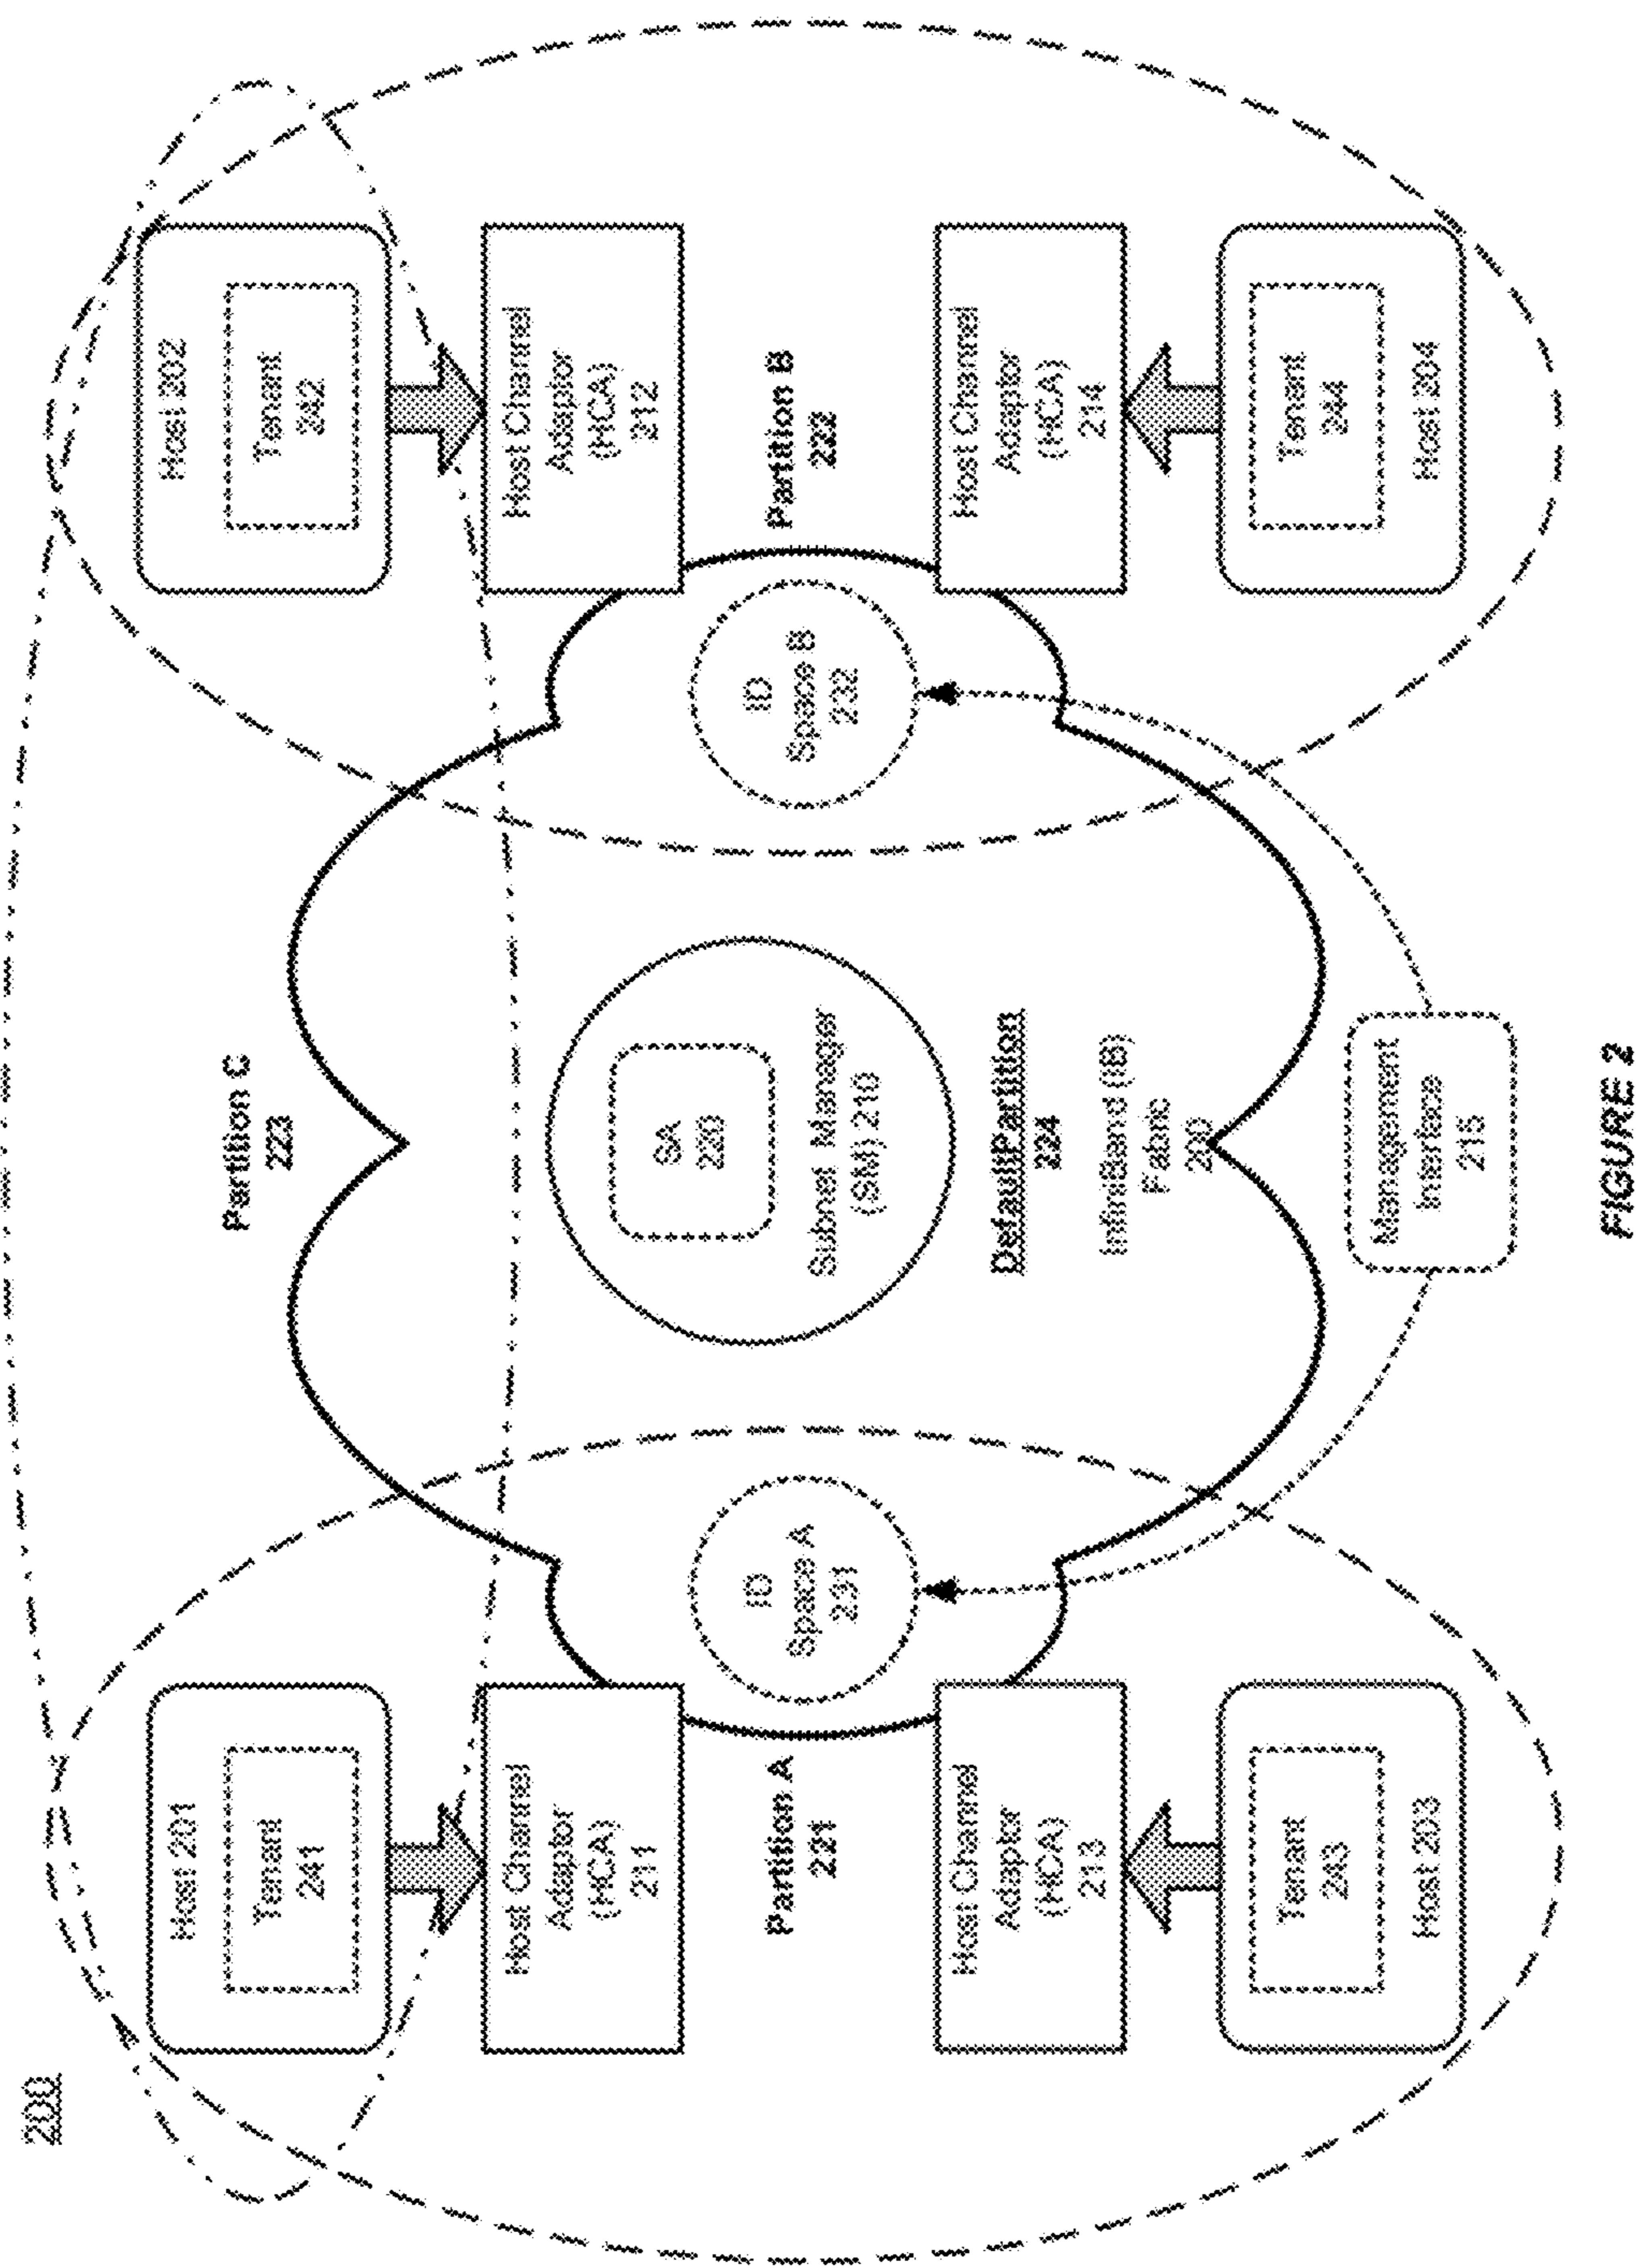 200
Partition C
223
Host 201
Tenant
241
Host 202
Tenant
242
Host Channel
Adaptor
(HCA)
211
SA
220
Subnet Manager
(SM) 210
Host Channel
Adaptor
(HCA)
212
Partition A
221
ID
Space A
231
ID
Space B
232
Partition B
222
Default Partition
224
InfiniBand (IB)
Fabric
200
Host Channel
Adaptor
(HCA)
213
Host Channel
Adaptor
(HCA)
214
Tenant
243
Host 203
Management
Interface
215
Tenant
244
Host 204
FIGURE 2